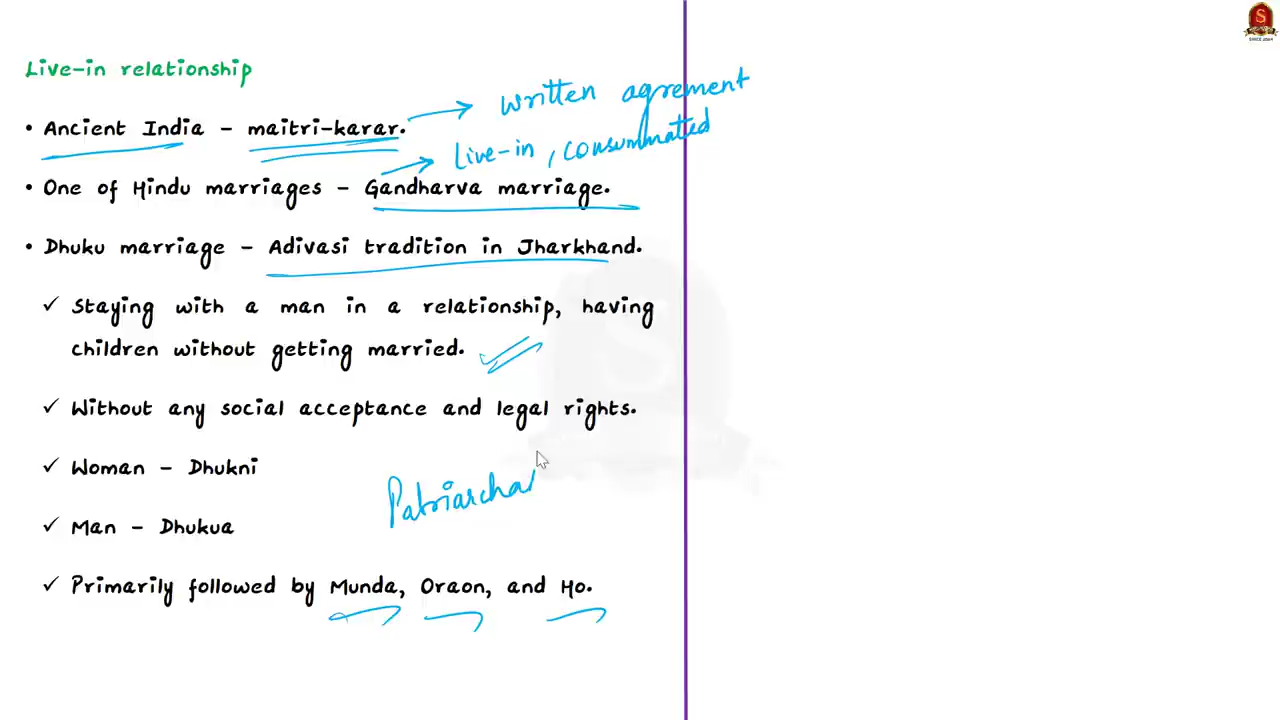 Live-in relationship
written agrement
• Ancient India - maitri-karar.
Live-in, consummated
• One of Hindu marriages - Gandharva marriage.
• Dhuku marriage - Adivasi tradition in Jharkhand.
✓ Staying with a man in a relationship, having
children without getting married.
✓ Without any social acceptance and legal rights.
✓ Woman - Dhukni
Patriarcha
✓ Man - Dhukua
✓ Primarily followed by Munda, Oraon, and Ho.
S